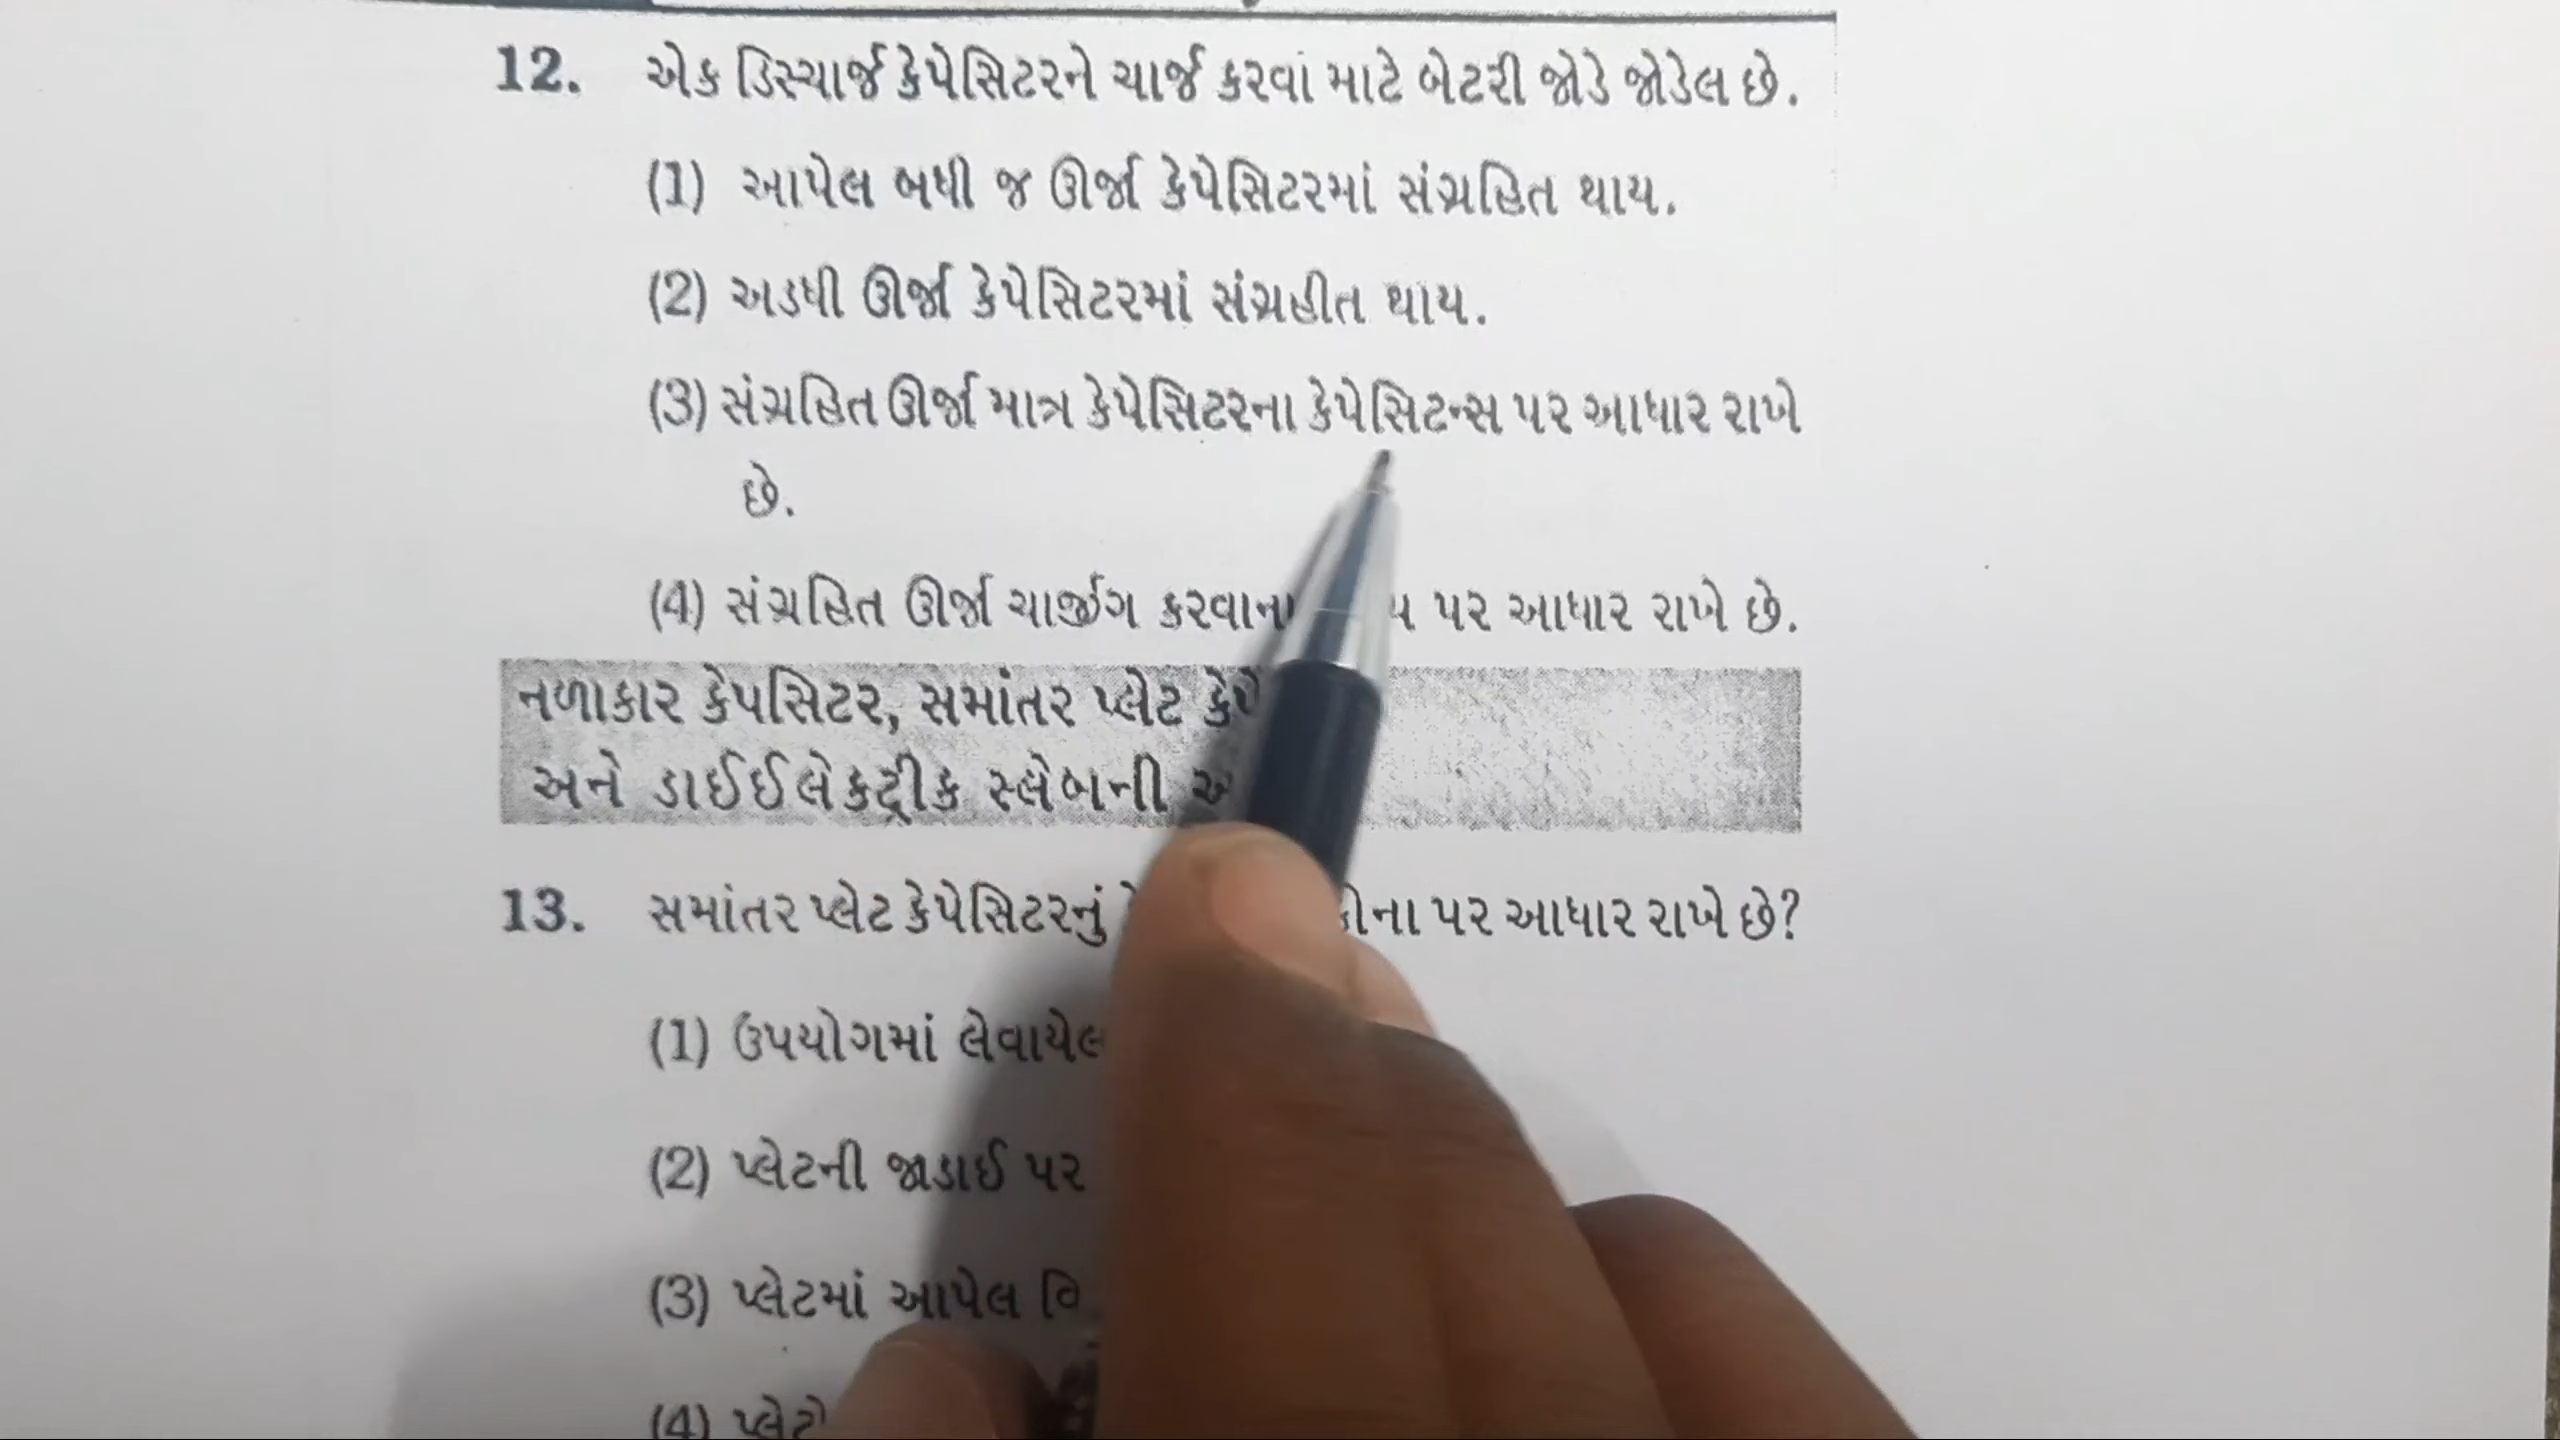 12. એક ડિસ્ચાર્જ કેપેસિટરને ચાર્જ કરવાં માટે બેટરી જોડે જોડેલ છે.
(1) આપેલ બધી જ ઊર્જા કેપેસિટરમાં સંગ્રહિત થાય.
(2) અડધી ઊર્જા કેપેસિટરમાં સંગ્રહીત થાય.
(3) સંગ્રહિત ઊર્જા માત્ર કેપેસિટરના કેપેસિટન્સ પર આધાર રાખે
છે.
(4) સંગ્રહિત ઊર્જા ચાર્જીંગ કરવાના પર આધાર રાખે છે.
નળાકાર કેપસિટર, સમાંતર પ્લેટ
અને ડાઈઈલેકટ્રીક સ્લેબની
13. સમાંતર પ્લેટ કેપેસિટરનું પર આધાર રાખે છે?
(1) ઉપયોગમાં લેવાયેલ
(2) પ્લેટની જાડાઈ પર
(3) પ્લેટમાં આપેલ
(4)